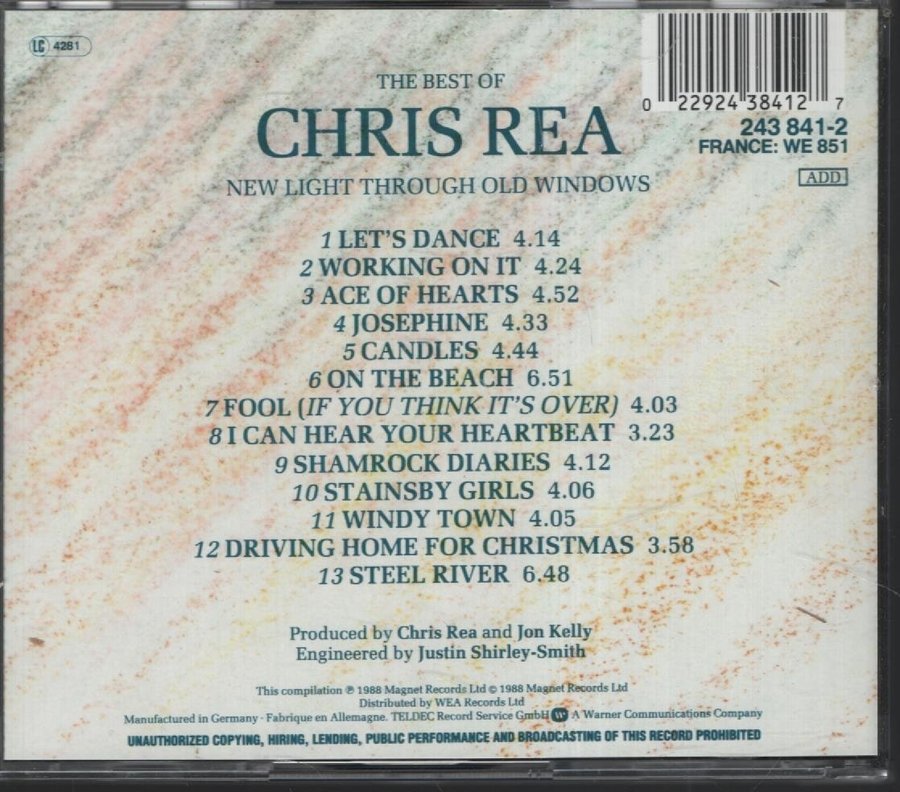 LC 4281
0 22924 38412 7
243 841-2
FRANCE: WE 851
ADD
THE BEST OF
CHRIS REA
NEW LIGHT THROUGH OLD WINDOWS
1 LET'S DANCE 4.14
2 WORKING ON IT 4.24
3 ACE OF HEARTS 4.52
4 JOSEPHINE 4.33
5 CANDLES 4.44
6 ON THE BEACH 6.51
7 FOOL (IF YOU THINK IT'S OVER) 4.03
8 I CAN HEAR YOUR HEARTBEAT 3.23
9 SHAMROCK DIARIES 4.12
10 STAINSBY GIRLS 4.06
11 WINDY TOWN 4.05
12 DRIVING HOME FOR CHRISTMAS 3.58
13 STEEL RIVER 6.48
Produced by Chris Rea and Jon Kelly
Engineered by Justin Shirley-Smith
This compilation ℗ 1988 Magnet Records Ltd © 1988 Magnet Records Ltd
Distributed by WEA Records Ltd
Manufactured in Germany · Fabrique en Allemagne. TELDEC Record Service GmbH W A Warner Communications Company
UNAUTHORIZED COPYING, HIRING, LENDING, PUBLIC PERFORMANCE AND BROADCASTING OF THIS RECORD PROHIBITED